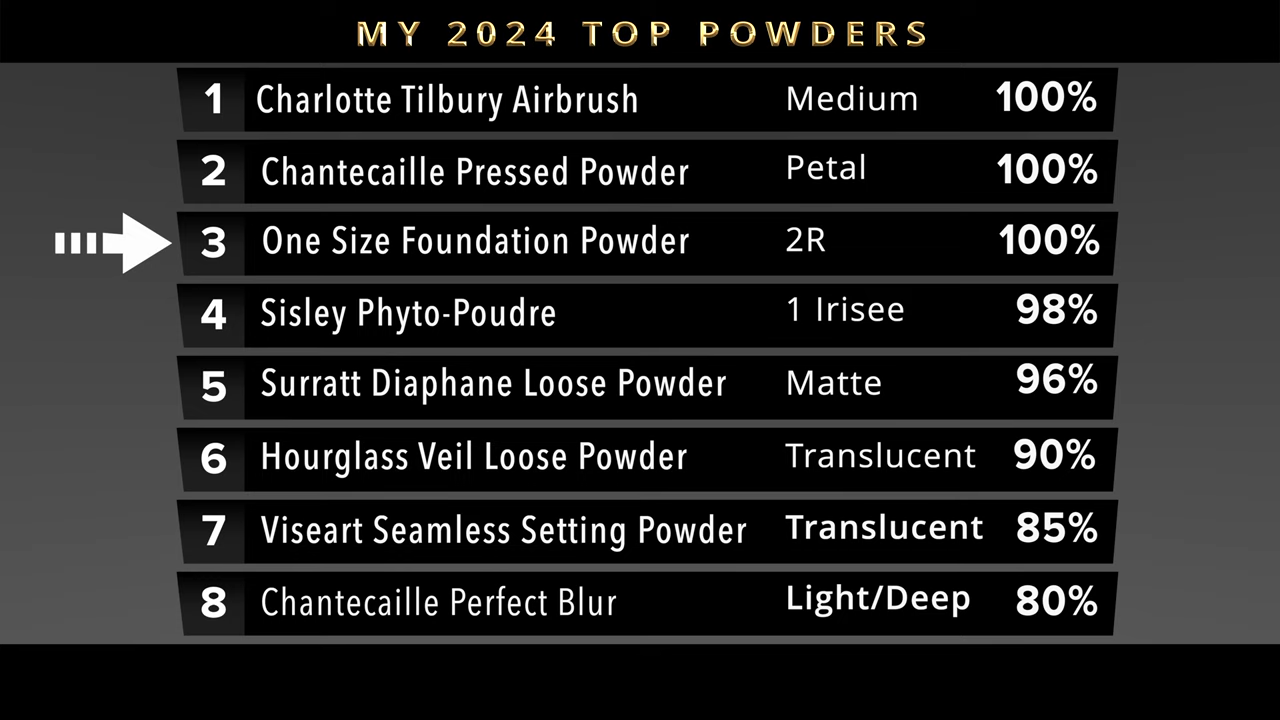 MY 2024 TOP POWDERS
1 Charlotte Tilbury Airbrush Medium 100%
2 Chantecaille Pressed Powder Petal 100%
3 One Size Foundation Powder 2R 100%
4 Sisley Phyto-Poudre 1 Irisee 98%
5 Surratt Diaphane Loose Powder Matte 96%
6 Hourglass Veil Loose Powder Translucent 90%
7 Viseart Seamless Setting Powder Translucent 85%
8 Chantecaille Perfect Blur Light/Deep 80%